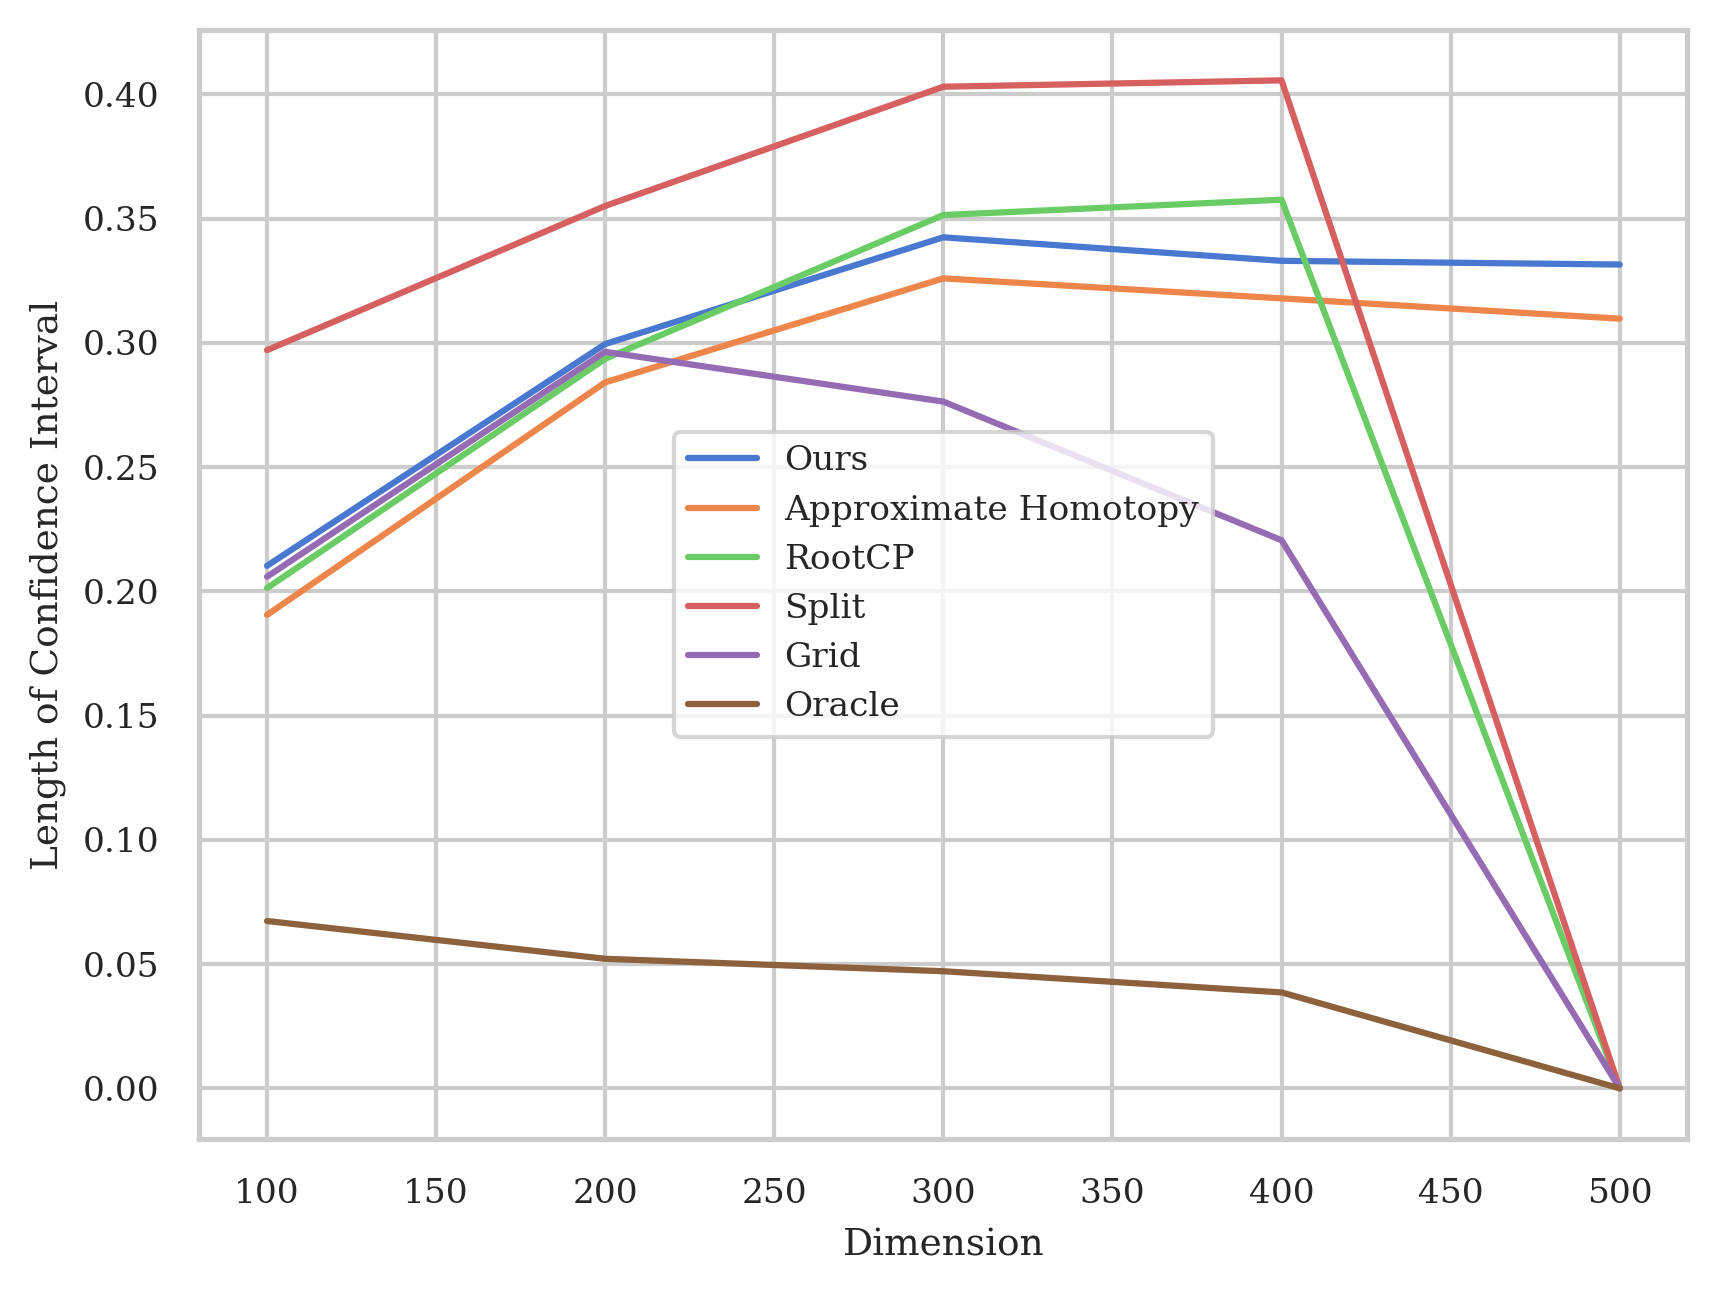 Length of Confidence Interval
0.40
0.35
0.30
0.25
0.20
0.15
0.10
0.05
0.00
Ours
Approximate Homotopy
RootCP
Split
Grid
Oracle
100 150 200 250 300 350 400 450 500
Dimension